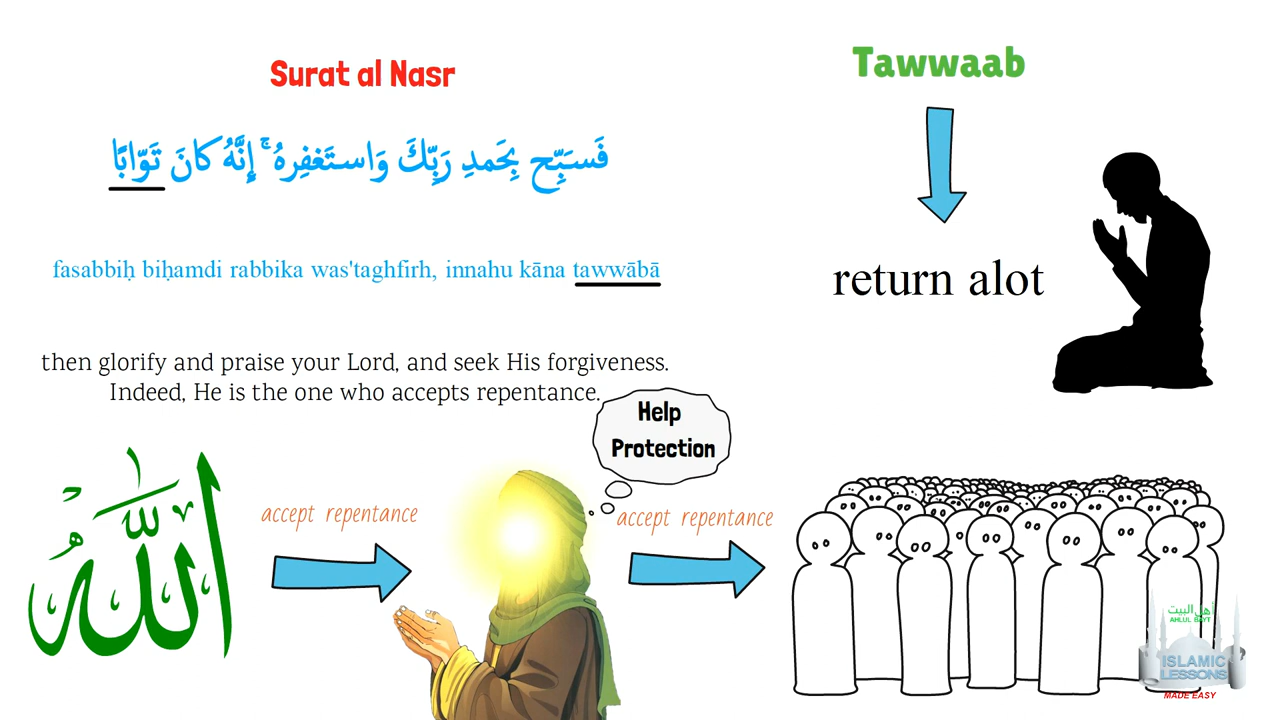 Surat al Nasr
فَسَبِّح بِحَمدِ رَبِّكَ وَاستَغفِرهُ ۚ إِنَّهُ كانَ تَوّابًا
fasabbiḥ biḥamdi rabbika was'taghfirh, innahu kāna tawwābā
then glorify and praise your Lord, and seek His forgiveness.
Indeed, He is the one who accepts repentance.
Tawwaab
return alot
الله
accept repentance
Help
Protection
accept repentance
أهل البيت
AHLUL BAYT
ISLAMIC
LESSONS
MADE EASY